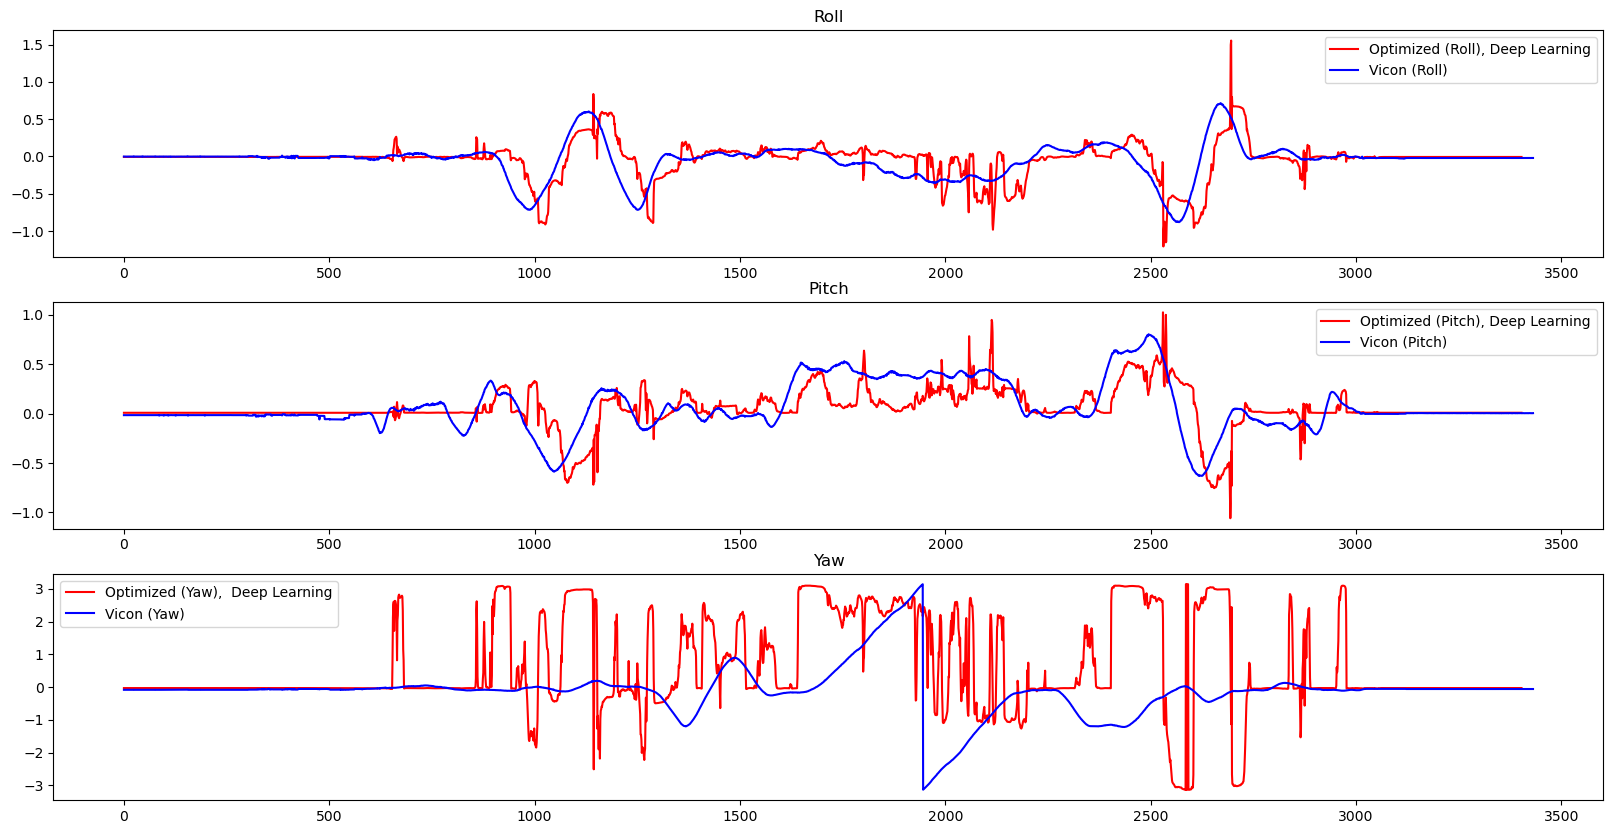 Roll
1.5
1.0
0.5
0.0
−0.5
−1.0
Optimized (Roll), Deep Learning
Vicon (Roll)
0 500 1000 1500 2000 2500 3000 3500
Pitch
1.0
0.5
0.0
−0.5
−1.0
Optimized (Pitch), Deep Learning
Vicon (Pitch)
0 500 1000 1500 2000 2500 3000 3500
Yaw
3
2
1
0
−1
−2
−3
Optimized (Yaw),  Deep Learning
Vicon (Yaw)
0 500 1000 1500 2000 2500 3000 3500